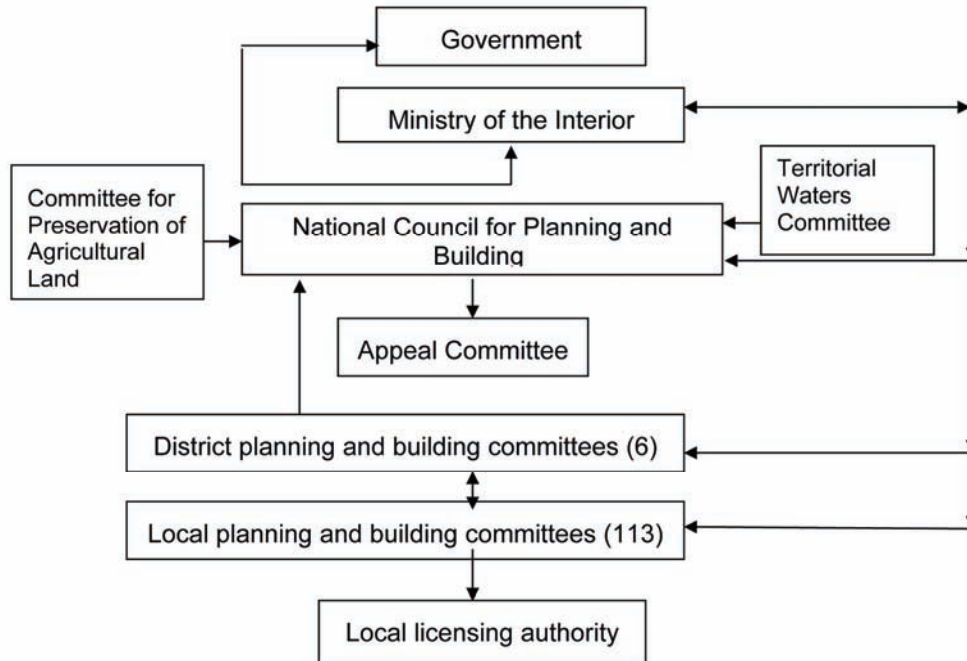 Government
Ministry of the Interior
Territorial
Waters
Committee
Committee for
Preservation of
Agricultural
Land
National Council for Planning and
Building
Appeal Committee
District planning and building committees (6)
Local planning and building committees (113)
Local licensing authority